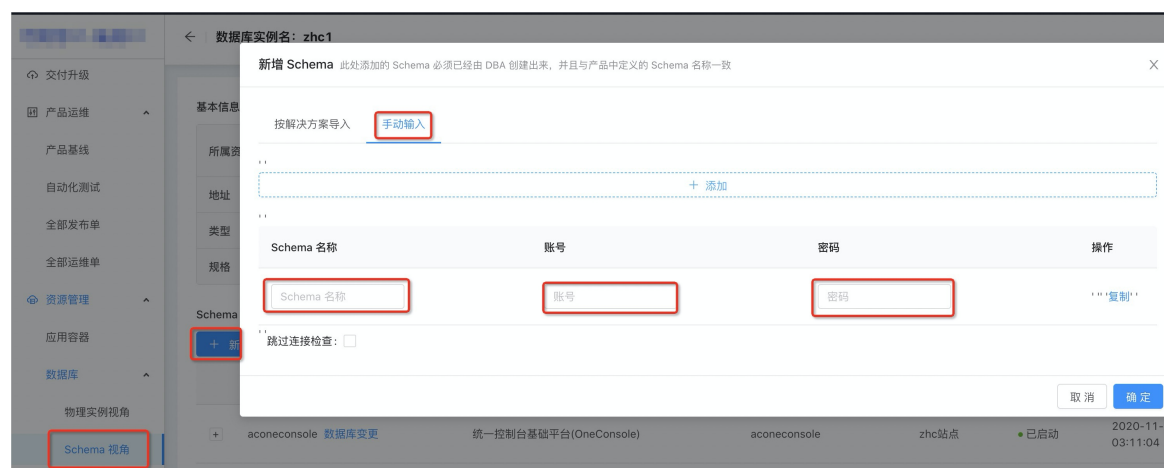 ← 数据库实例名：zhc1
新增 Schema 此处添加的 Schema 必须已经由 DBA 创建出来，并且与产品中定义的 Schema 名称一致
交付升级
产品运维
产品基线
自动化测试
全部发布单
全部运维单
资源管理
应用容器
数据库
物理实例视角
Schema 视角
基本信息
所属资
地址
类型
规格
Schema
+ 新
按解决方案导入 手动输入
' '
+ 添加
' '
Schema 名称 账号 密码 操作
Schema 名称 账号 密码 ' '' '复制' '
' '
跳过连接检查：
取 消 确 定
+ aconeconsole 数据库变更 统一控制台基础平台(OneConsole) aconeconsole zhc站点 已启动 2020-11-
03:11:04